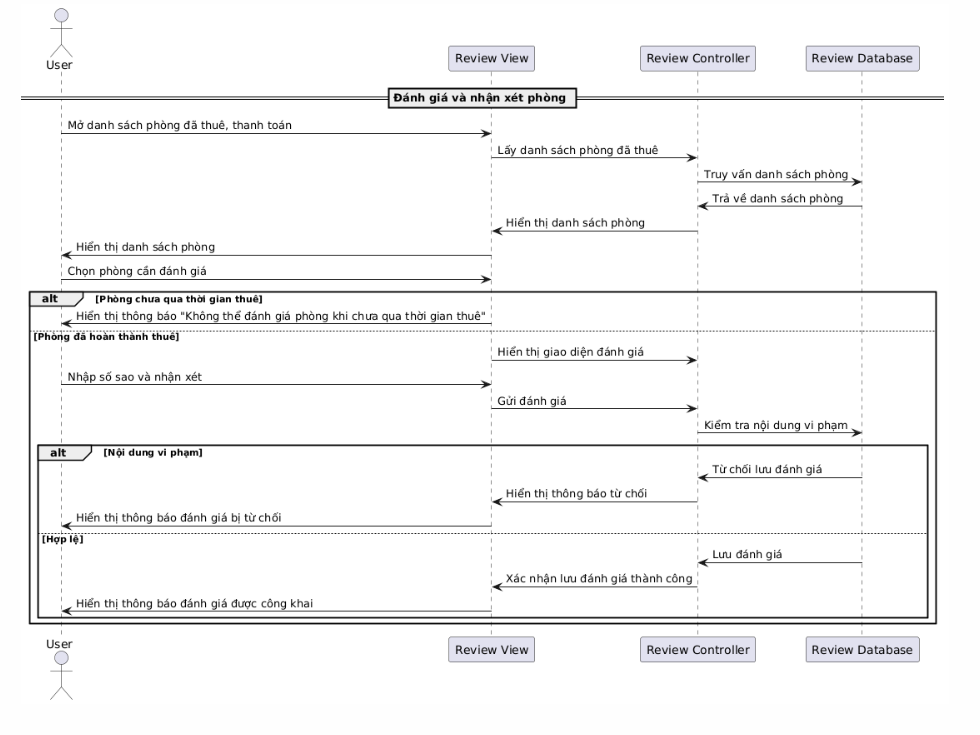 User
Review View
Review Controller
Review Database
Đánh giá và nhận xét phòng
Mở danh sách phòng đã thuê, thanh toán
Lấy danh sách phòng đã thuê
Truy vấn danh sách phòng
Trả về danh sách phòng
Hiển thị danh sách phòng
Hiển thị danh sách phòng
Chọn phòng cần đánh giá
alt [Phòng chưa qua thời gian thuê]
Hiển thị thông báo "Không thể đánh giá phòng khi chưa qua thời gian thuê"
[Phòng đã hoàn thành thuê]
Hiển thị giao diện đánh giá
Nhập số sao và nhận xét
Gửi đánh giá
Kiểm tra nội dung vi phạm
alt [Nội dung vi phạm]
Từ chối lưu đánh giá
Hiển thị thông báo từ chối
Hiển thị thông báo đánh giá bị từ chối
[Hợp lệ]
Lưu đánh giá
Xác nhận lưu đánh giá thành công
Hiển thị thông báo đánh giá được công khai
User
Review View
Review Controller
Review Database